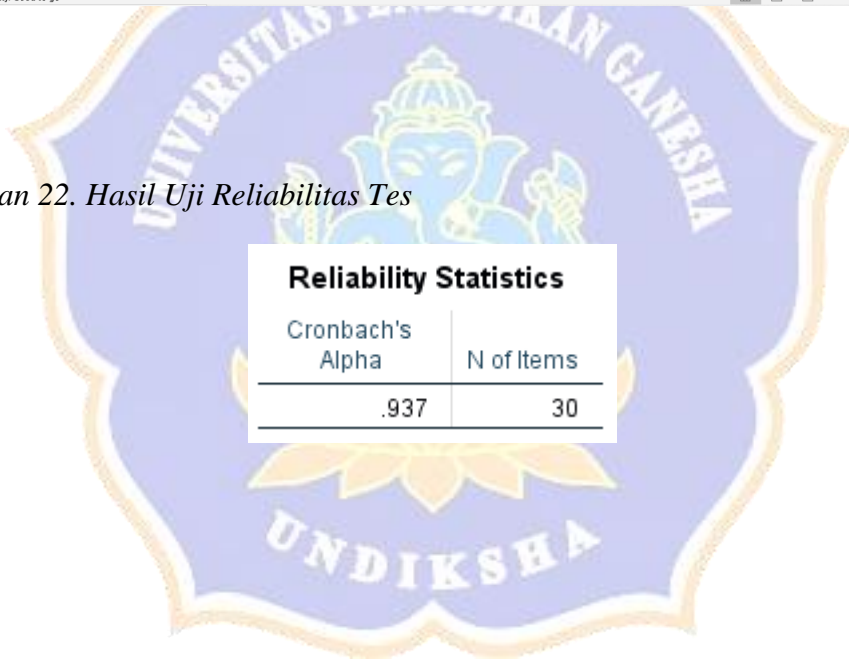 UNIVERSITAS PENDIDIKAN GANESHA
an 22. Hasil Uji Reliabilitas Tes
Reliability Statistics
Cronbach's
Alpha N of Items
.937 30
UNDIKSHA